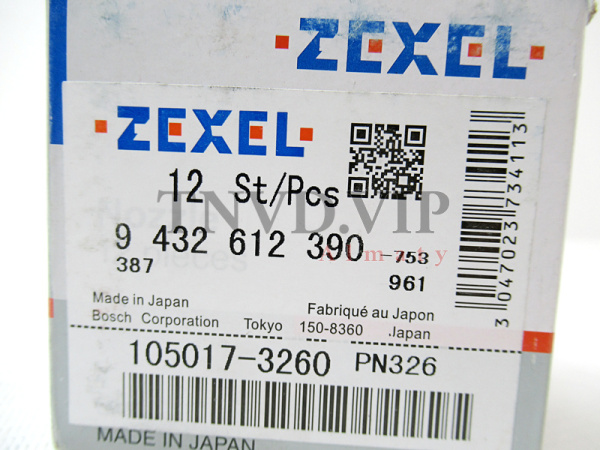 ZEXEL
ZEXEL
12 St/Pcs
TNVD.VIP
9 432 612 390 -753
387
961
Made in Japan
Fabriqué au Japon
Bosch Corporation Tokyo 150-8360 Japan
105017-3260 PN326
3 047023 734113
MADE IN JAPAN